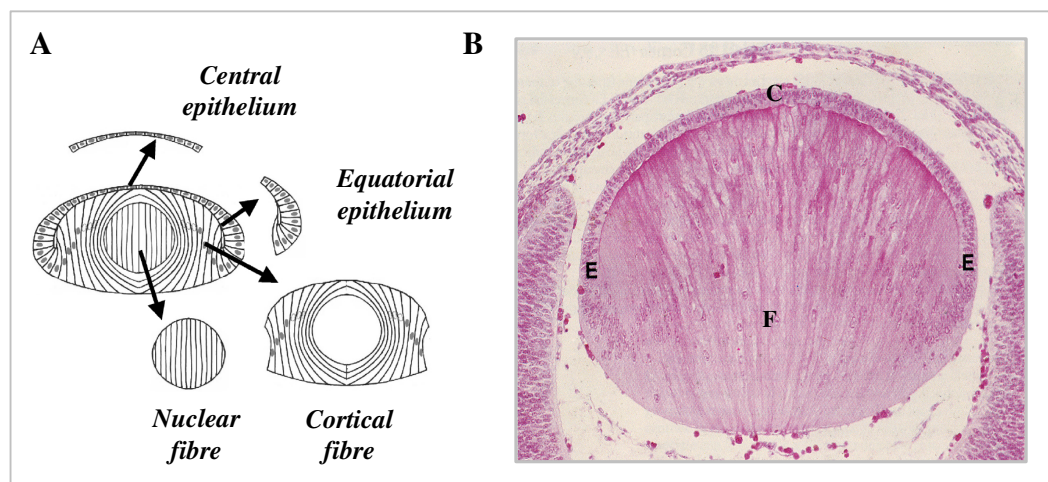 A
Central
epithelium
Equatorial
epithelium
Nuclear
fibre
Cortical
fibre
B
C
E
E
F